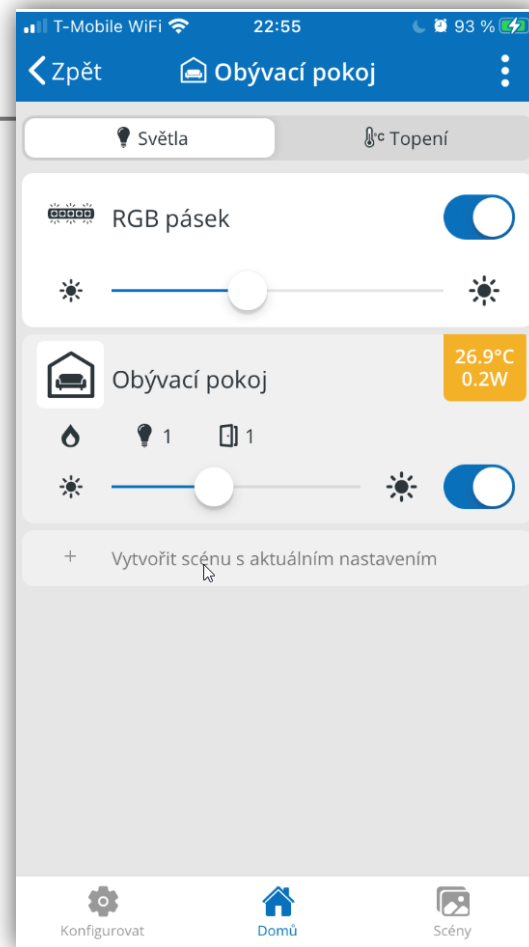 T-Mobile WiFi 22:55 93 %
Zpět Obývací pokoj
Světla °C Topení
RGB pásek
Obývací pokoj
26.9°C
0.2W
1 1
+ Vytvořit scénu s aktuálním nastavením
Konfigurovat Domů Scény